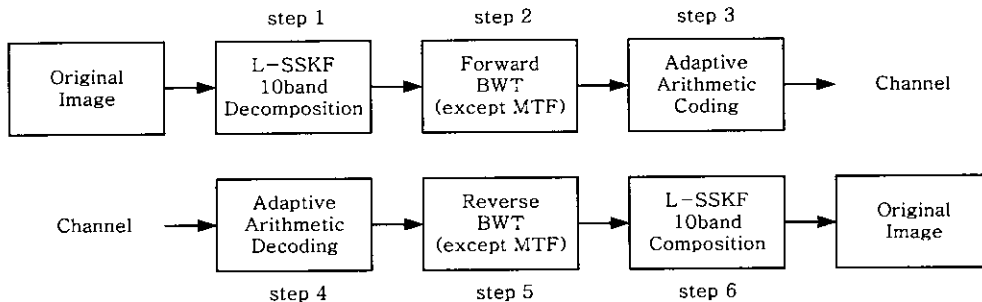 step 1
step 2
step 3
Original
Image
L-SSKF
10band
Decomposition
Forward
BWT
(except MTF)
Adaptive
Arithmetic
Coding
Channel
Channel
Adaptive
Arithmetic
Decoding
Reverse
BWT
(except MTF)
L-SSKF
10band
Composition
Original
Image
step 4
step 5
step 6